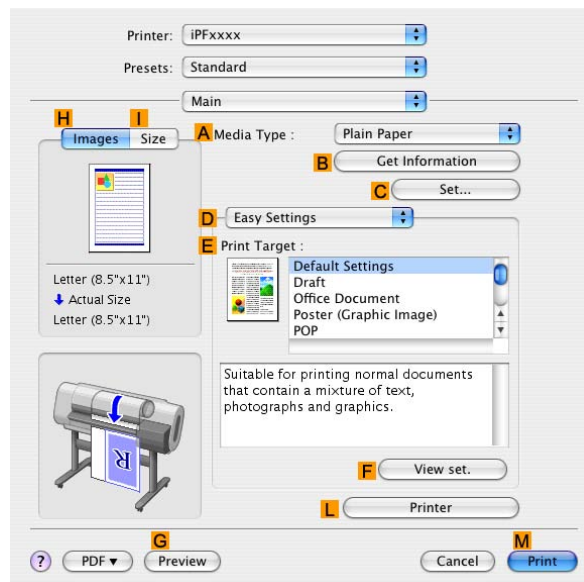 Printer: iPFxxxx
Presets: Standard
Main
H I
Images Size
A Media Type : Plain Paper
B Get Information
C Set...
D Easy Settings
E Print Target :
Default Settings
Draft
Office Document
Poster (Graphic Image)
POP
Letter (8.5"x11")
Actual Size
Letter (8.5"x11")
Suitable for printing normal documents
that contain a mixture of text,
photographs and graphics.
R
F View set.
L Printer
G M
? PDF▼ Preview Cancel Print